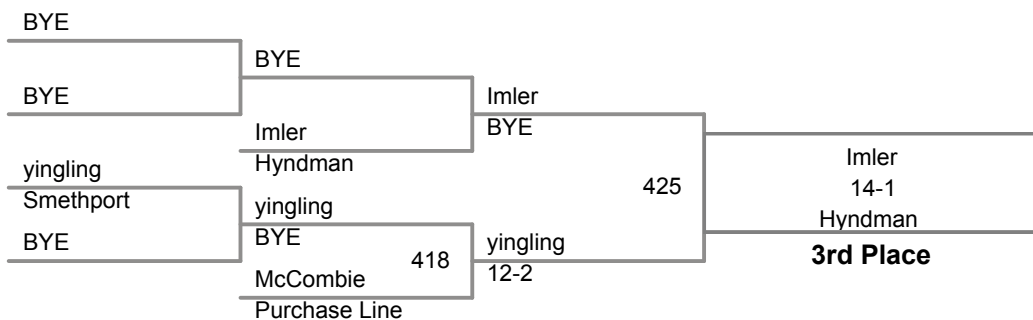 BYE
BYE
BYE
Imler
BYE
Imler
Hyndman
yingling
Smethport
BYE
yingling
BYE
McCombie
Purchase Line
418
yingling
12-2
425
Imler
14-1
Hyndman
3rd Place